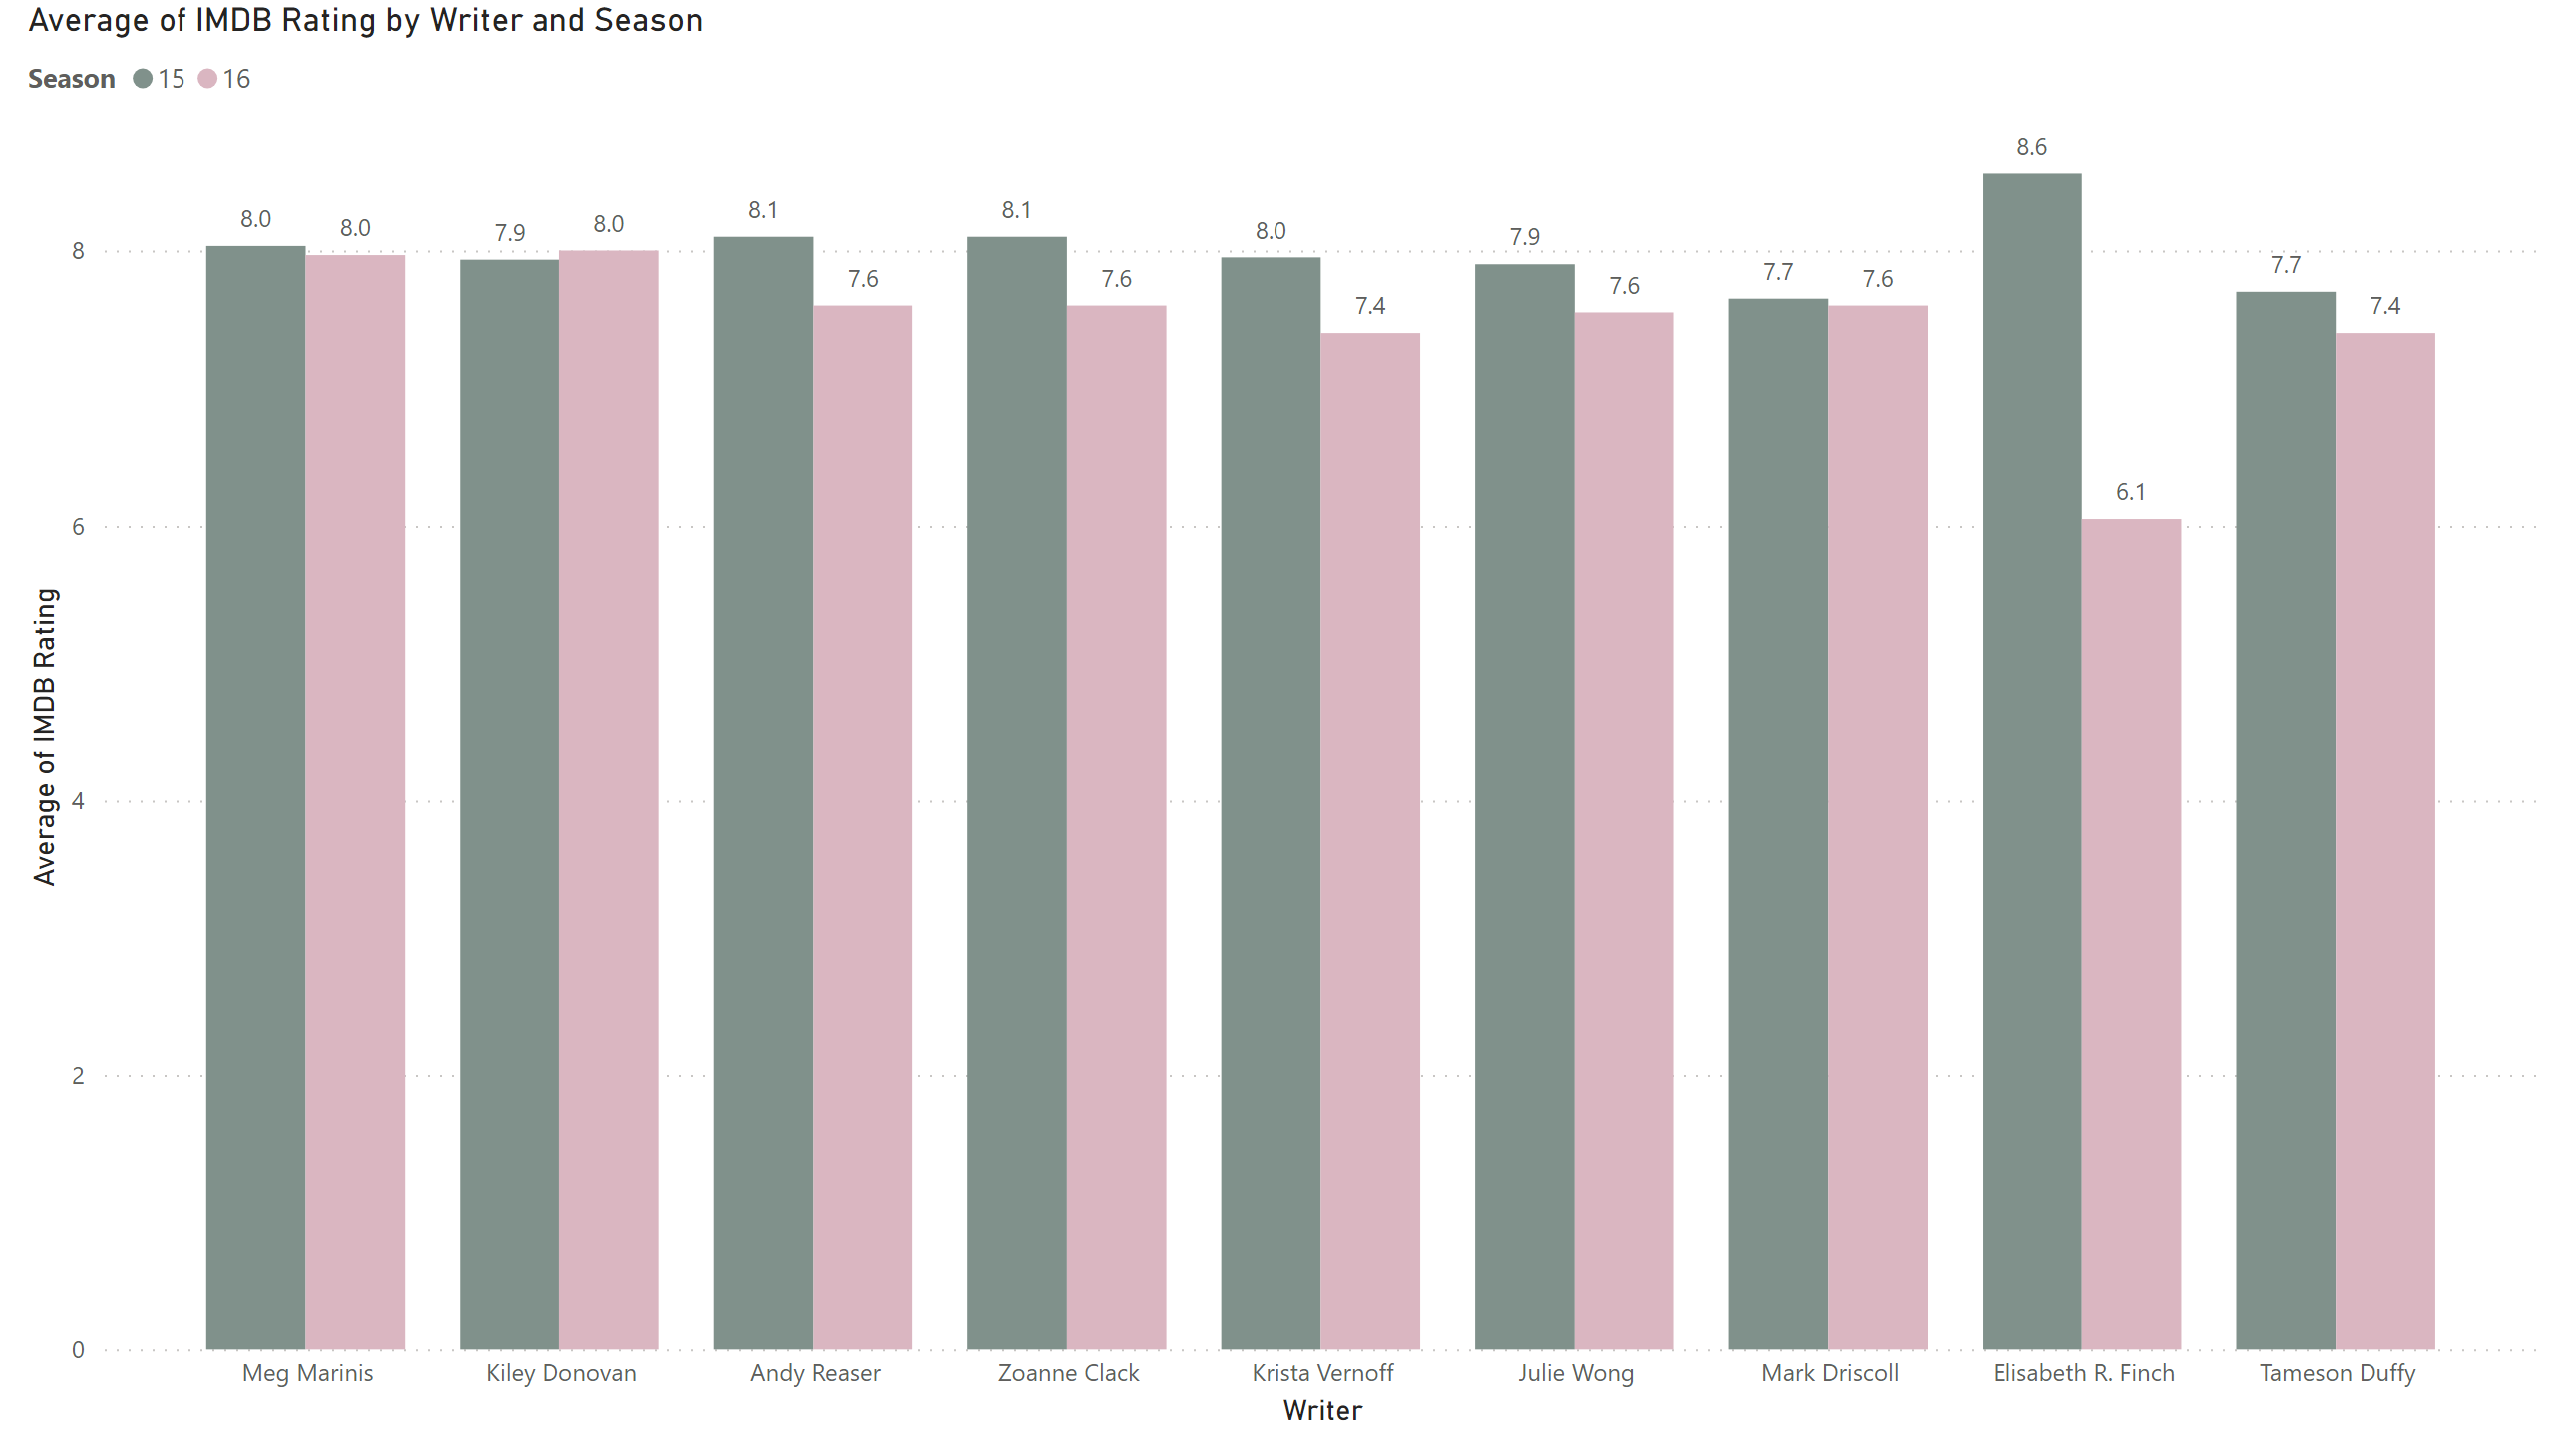 Average of IMDB Rating by Writer and Season
Season 15 16
8.6
8.1 8.1
8.0 8.0 7.9 8.0 8.0 7.9
8 7.6 7.6 7.4 7.6 7.7 7.6 7.7 7.4
6.1
6
Average of IMDB Rating
4
2
0
Meg Marinis Kiley Donovan Andy Reaser Zoanne Clack Krista Vernoff Julie Wong Mark Driscoll Elisabeth R. Finch Tameson Duffy
Writer